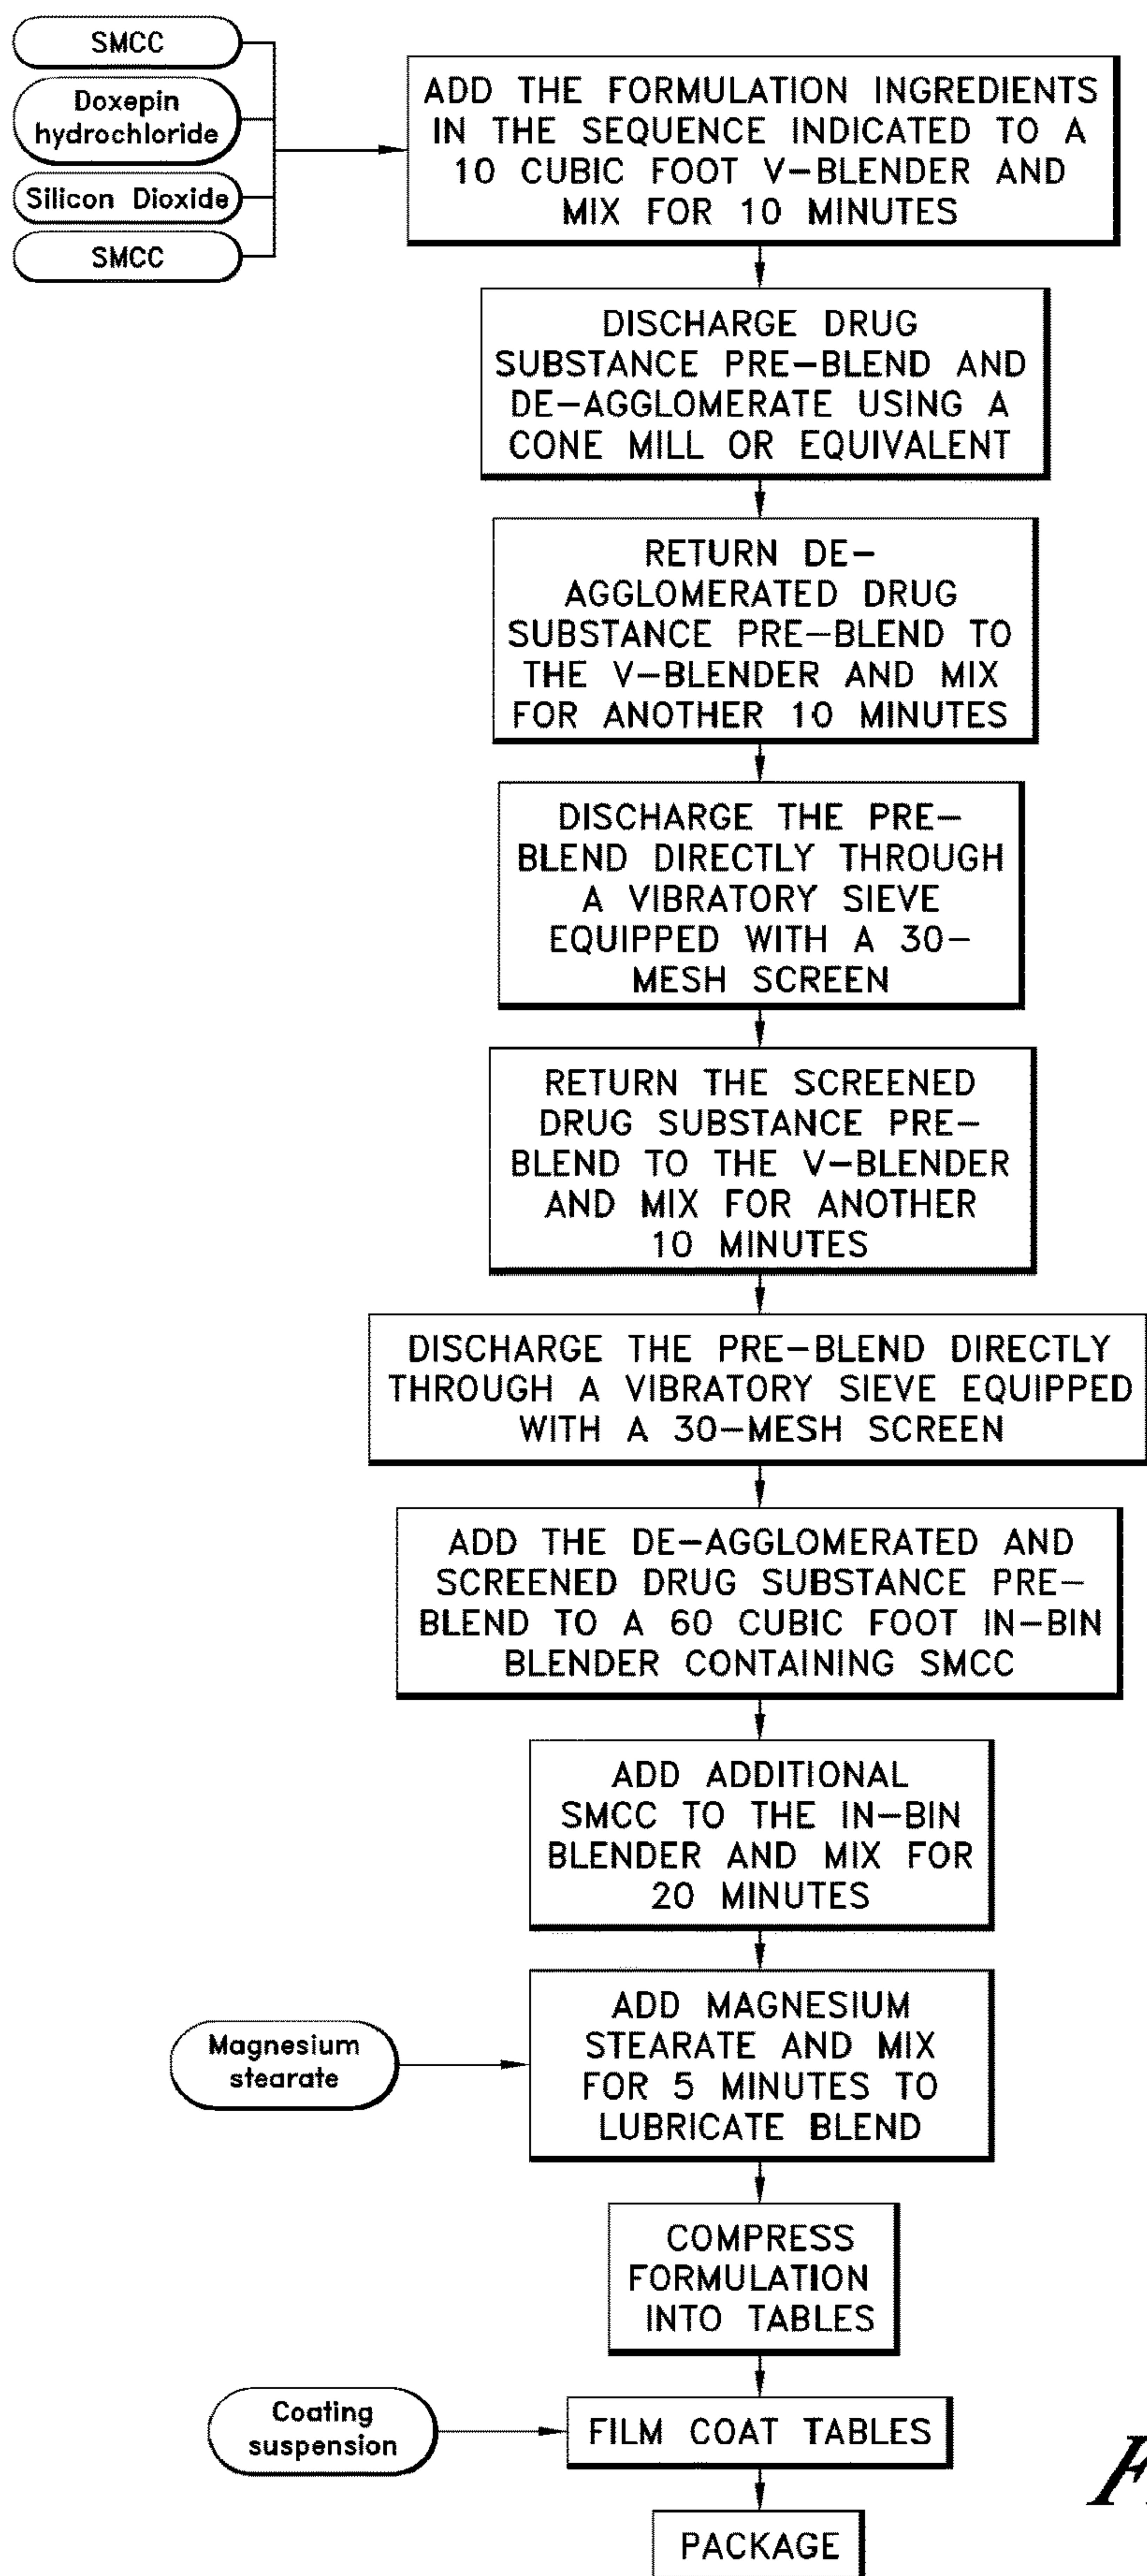 SMCC
Doxepin
hydrochloride
Silicon Dioxide
SMCC
ADD THE FORMULATION INGREDIENTS
IN THE SEQUENCE INDICATED TO A
10 CUBIC FOOT V-BLENDER AND
MIX FOR 10 MINUTES
DISCHARGE DRUG
SUBSTANCE PRE-BLEND AND
DE-AGGLOMERATE USING A
CONE MILL OR EQUIVALENT
RETURN DE-
AGGLOMERATED DRUG
SUBSTANCE PRE-BLEND TO
THE V-BLENDER AND MIX
FOR ANOTHER 10 MINUTES
DISCHARGE THE PRE-
BLEND DIRECTLY THROUGH
A VIBRATORY SIEVE
EQUIPPED WITH A 30-
MESH SCREEN
RETURN THE SCREENED
DRUG SUBSTANCE PRE-
BLEND TO THE V-BLENDER
AND MIX FOR ANOTHER
10 MINUTES
DISCHARGE THE PRE-BLEND DIRECTLY
THROUGH A VIBRATORY SIEVE EQUIPPED
WITH A 30-MESH SCREEN
ADD THE DE-AGGLOMERATED AND
SCREENED DRUG SUBSTANCE PRE-
BLEND TO A 60 CUBIC FOOT IN-BIN
BLENDER CONTAINING SMCC
ADD ADDITIONAL
SMCC TO THE IN-BIN
BLENDER AND MIX FOR
20 MINUTES
Magnesium
stearate
ADD MAGNESIUM
STEARATE AND MIX
FOR 5 MINUTES TO
LUBRICATE BLEND
COMPRESS
FORMULATION
INTO TABLES
Coating
suspension
FILM COAT TABLES
PACKAGE